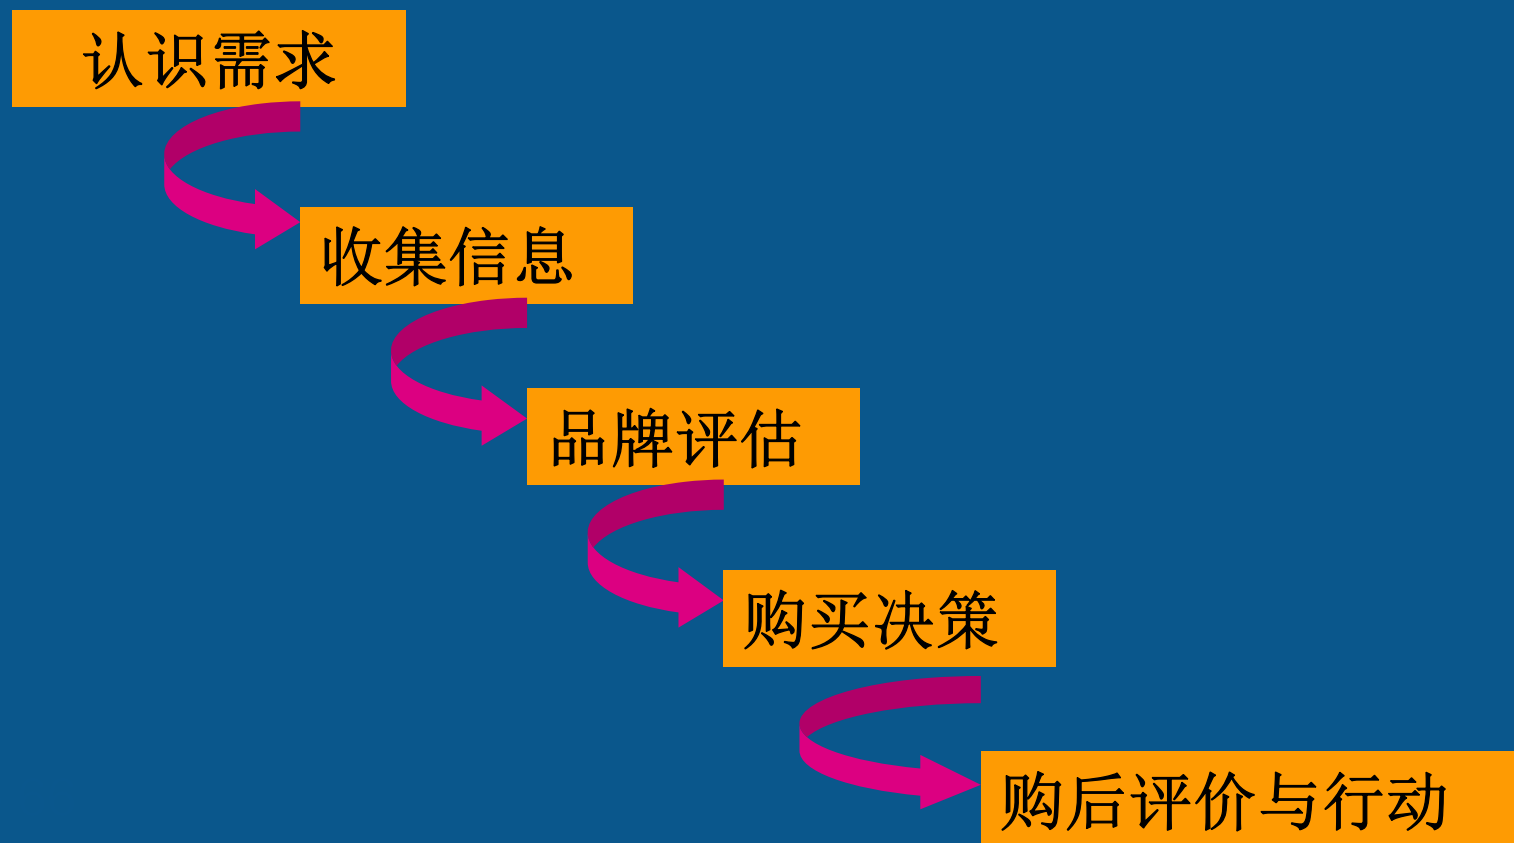 认识需求
收集信息
品牌评估
购买决策
购后评价与行动